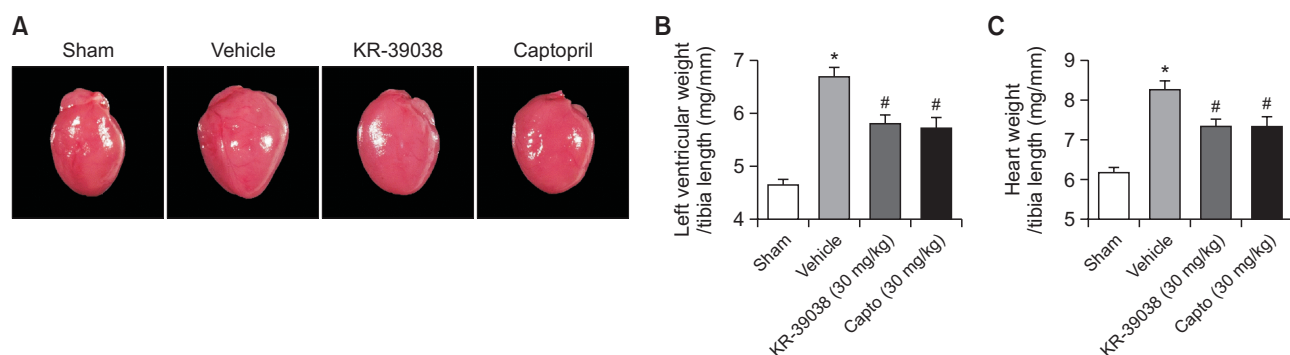 A
Sham
Vehicle
KR-39038
Captopril
B
Left ventricular weight
/tibia length (mg/mm)
7
6
5
4
*
#
#
Sham
Vehicle
KR-39038 (30 mg/kg)
Capto (30 mg/kg)
C
Heart weight
/tibia length (mg/mm)
9
8
7
6
5
*
#
#
Sham
Vehicle
KR-39038 (30 mg/kg)
Capto (30 mg/kg)